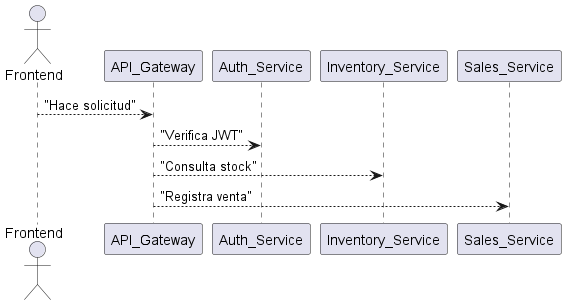 Frontend
API_Gateway
Auth_Service
Inventory_Service
Sales_Service
"Hace solicitud"
"Verifica JWT"
"Consulta stock"
"Registra venta"
Frontend
API_Gateway
Auth_Service
Inventory_Service
Sales_Service